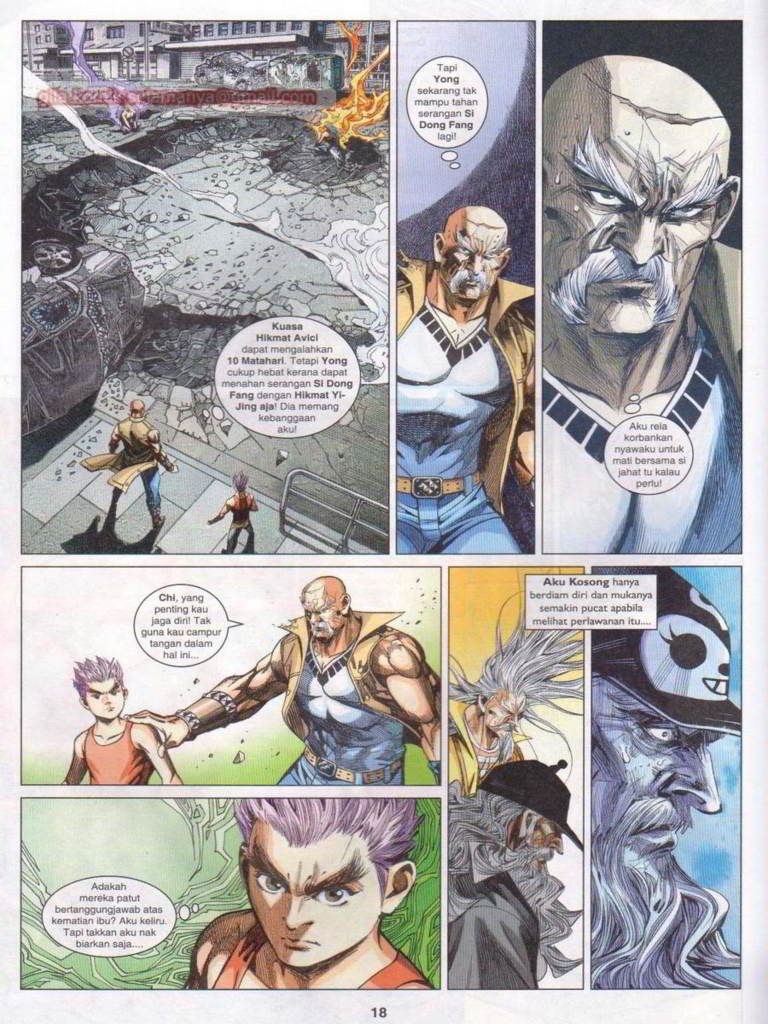 Kuasa
Hikmat Avici
dapat mengalahkan
10 Matahari. Tetapi Yong
cukup hebat kerana dapat
menahan serangan Si Dong
Fang dengan Hikmat Yi-
Jing aja! Dia memang
kebanggaan
aku!
Tapi
Yong
sekarang tak
mampu tahan
serangan Si
Dong Fang
lagi!
Aku rela
korbankan
nyawaku untuk
mati bersama si
jahat tu kalau
perlu!
Chi, yang
penting kau
jaga diri! Tak
guna kau campur
tangan dalam
hal ini...
Aku Kosong hanya
berdiam diri dan mukanya
semakin pucat apabila
melihat perlawanan itu....
Adakah
mereka patut
bertanggungjawab atas
kematian ibu? Aku keliru.
Tapi takkan aku nak
biarkan saja....
18